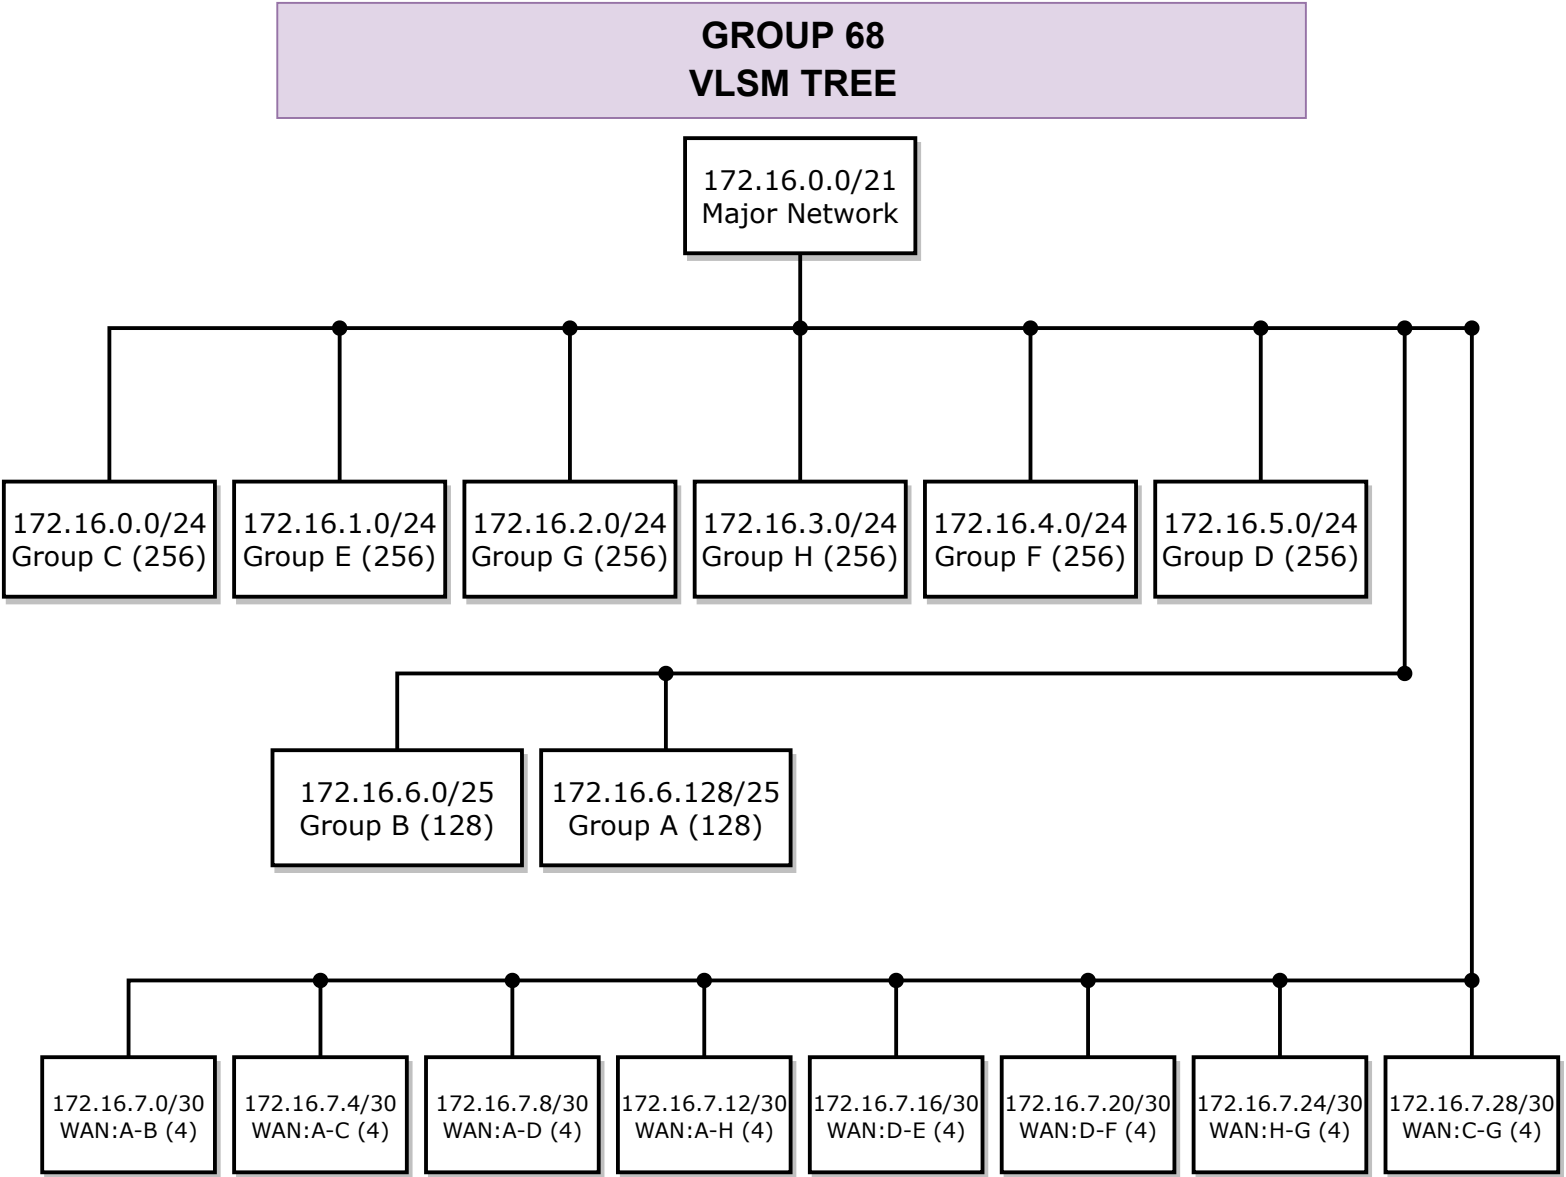 GROUP 68
VLSM TREE
172.16.0.0/21
Major Network
172.16.0.0/24
Group C (256)
172.16.1.0/24
Group E (256)
172.16.2.0/24
Group G (256)
172.16.3.0/24
Group H (256)
172.16.4.0/24
Group F (256)
172.16.5.0/24
Group D (256)
172.16.6.0/25
Group B (128)
172.16.6.128/25
Group A (128)
172.16.7.0/30
WAN:A-B (4)
172.16.7.4/30
WAN:A-C (4)
172.16.7.8/30
WAN:A-D (4)
172.16.7.12/30
WAN:A-H (4)
172.16.7.16/30
WAN:D-E (4)
172.16.7.20/30
WAN:D-F (4)
172.16.7.24/30
WAN:H-G (4)
172.16.7.28/30
WAN:C-G (4)